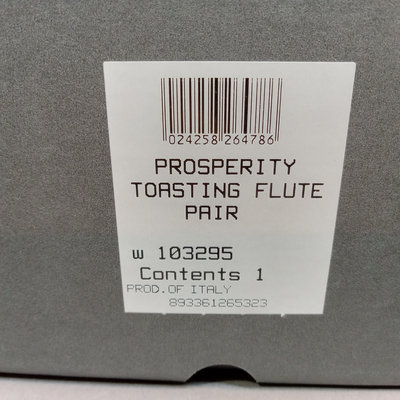 024258 264786
PROSPERITY
TOASTING FLUTE
PAIR
W 103295
Contents 1
PROD.OF ITALY
893361265323